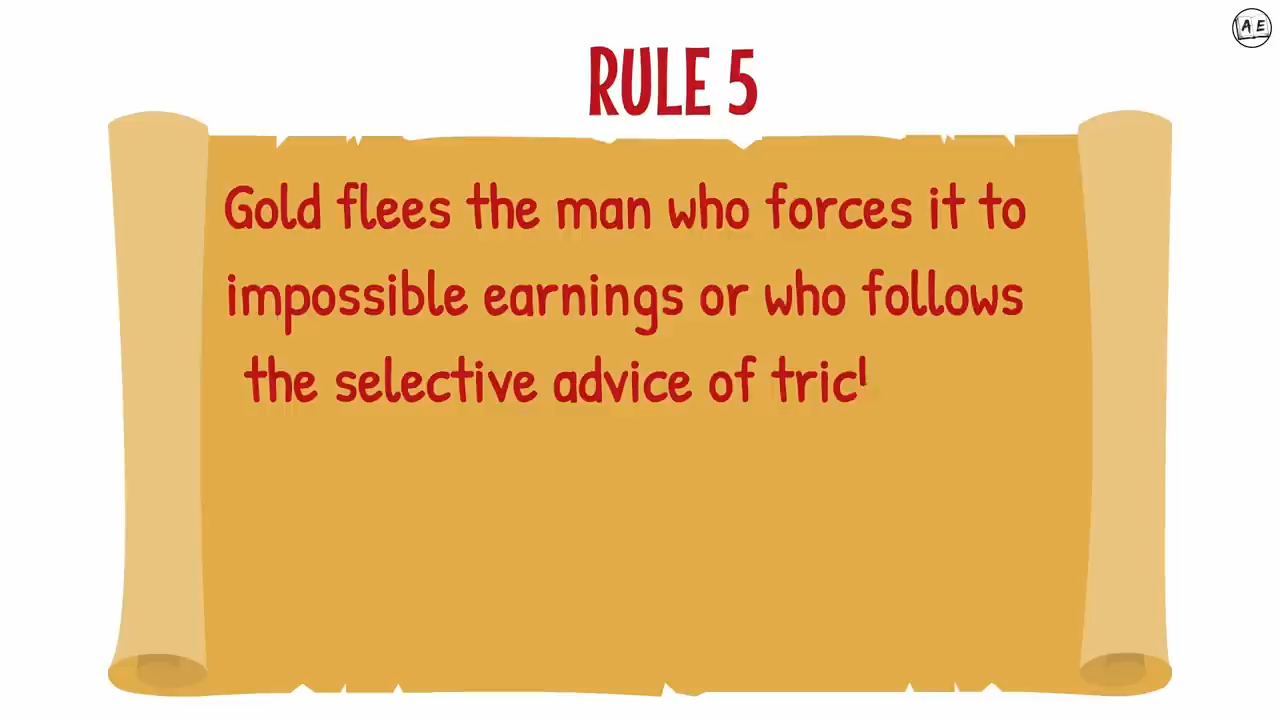 A E
RULE 5
Gold flees the man who forces it to
impossible earnings or who follows
the selective advice of